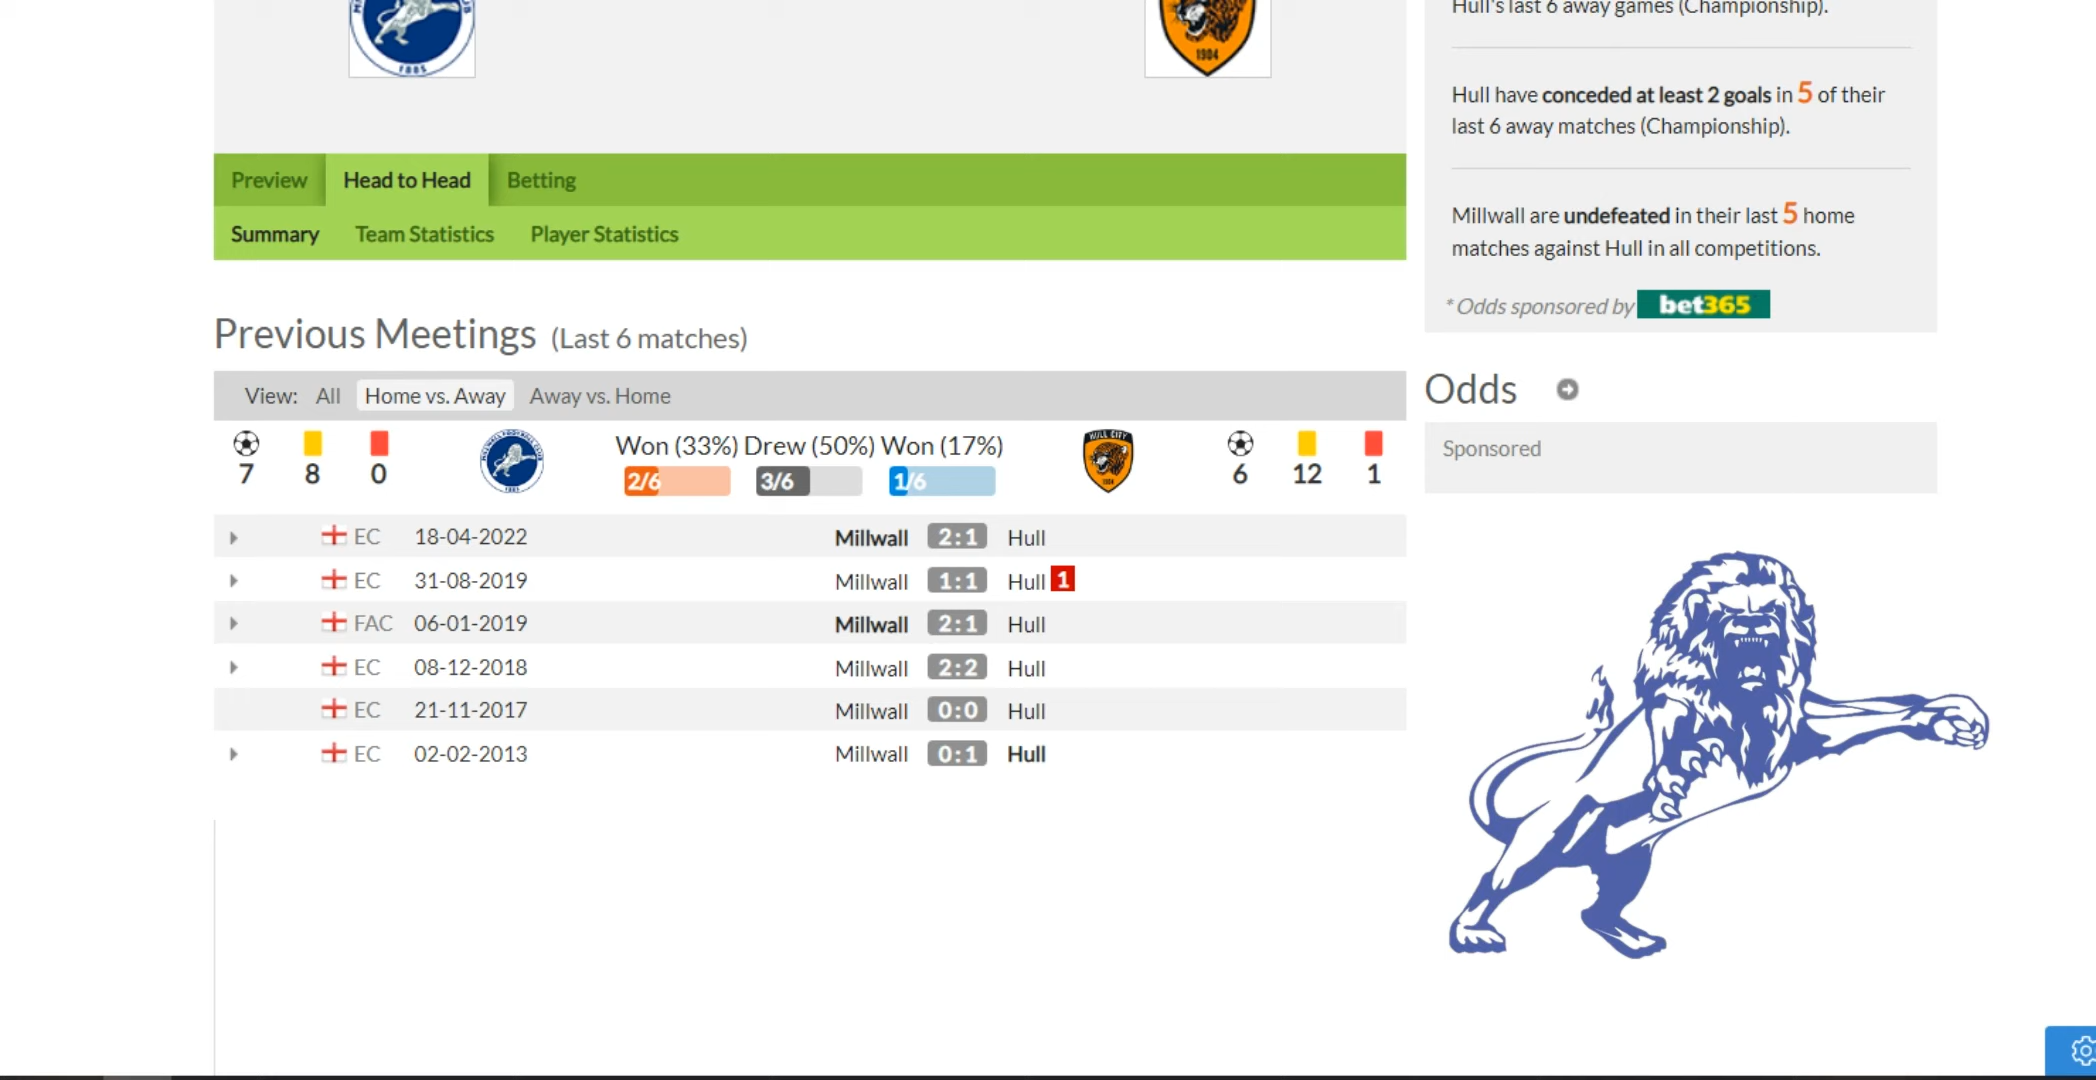 1885
1904
Hull's last 6 away games (Championship).
Hull have conceded at least 2 goals in 5 of their
last 6 away matches (Championship).
Millwall are undefeated in their last 5 home
matches against Hull in all competitions.
* Odds sponsored by bet365
Preview Head to Head Betting
Summary Team Statistics Player Statistics
Previous Meetings (Last 6 matches)
View: All Home vs. Away Away vs. Home
Won (33%) Drew (50%) Won (17%)
7 8 0 2/6 3/6 1/6 HULL CITY 1904 6 12 1
EC 18-04-2022 Millwall 2:1 Hull
EC 31-08-2019 Millwall 1:1 Hull 1
FAC 06-01-2019 Millwall 2:1 Hull
EC 08-12-2018 Millwall 2:2 Hull
EC 21-11-2017 Millwall 0:0 Hull
EC 02-02-2013 Millwall 0:1 Hull
Odds
Sponsored